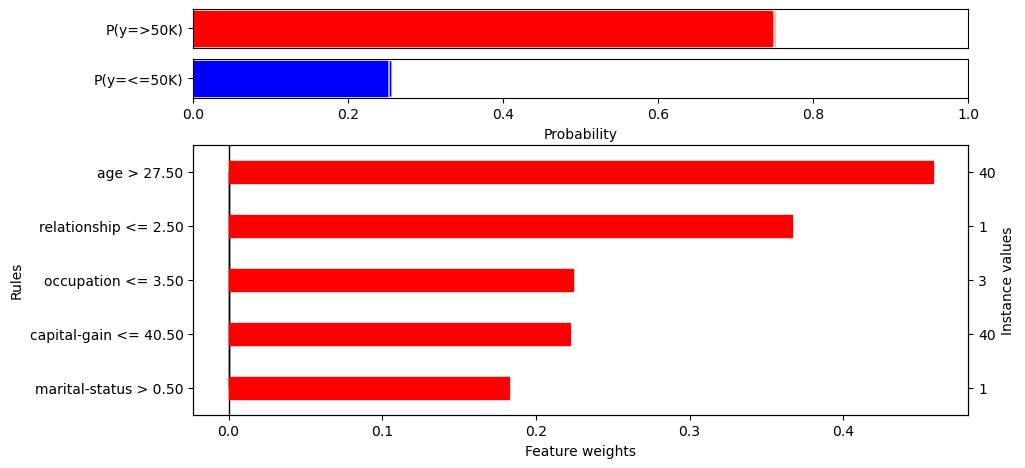 P(y=>50K)
P(y=<=50K)
0.0 0.2 0.4 0.6 0.8 1.0
Probability
Rules
age > 27.50 40
relationship <= 2.50 1
occupation <= 3.50 3
capital-gain <= 40.50 40
marital-status > 0.50 1
Instance values
0.0 0.1 0.2 0.3 0.4
Feature weights